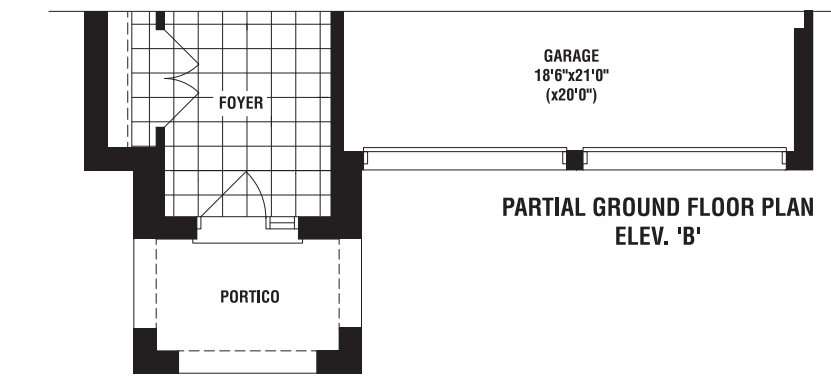 GARAGE
18'6"x21'0"
(x20'0")
FOYER
PARTIAL GROUND FLOOR PLAN
ELEV. 'B'
PORTICO